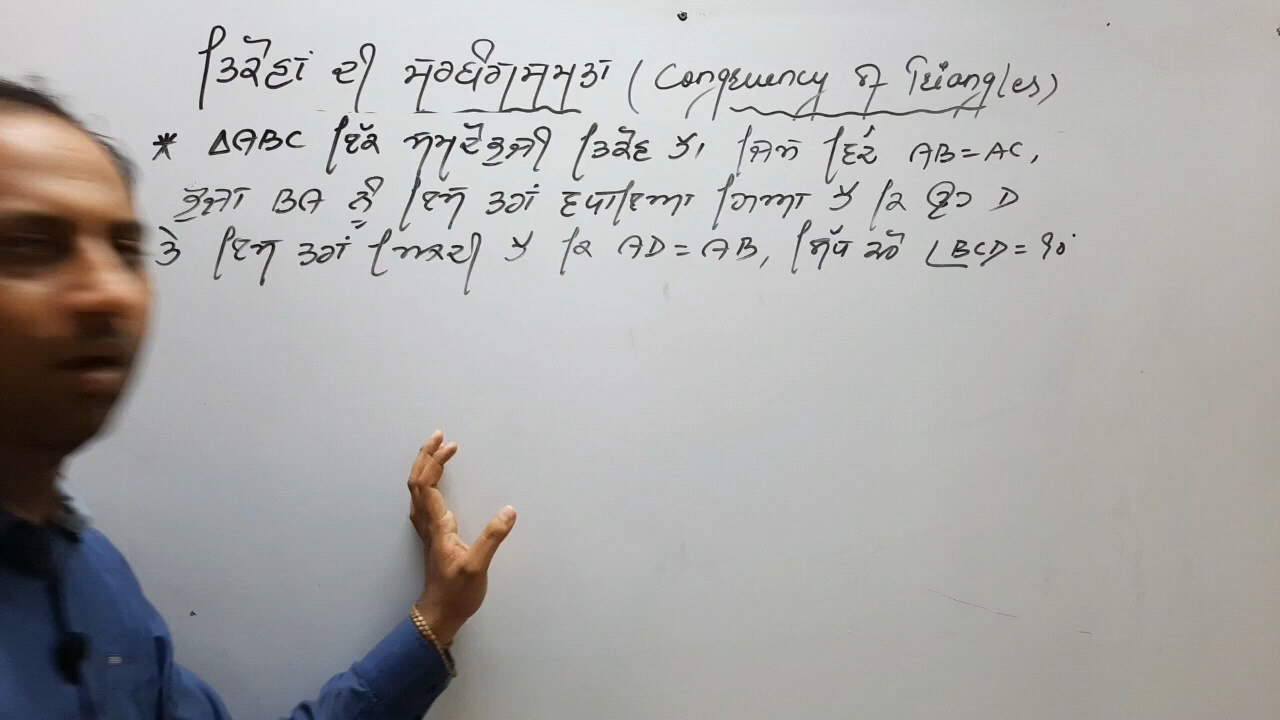 ਤਿਕੋਣਾਂ ਦੀ ਸਰਬੰਗਸਮਤਾ (Congruency of Triangles)
* ΔABC ਇੱਕ ਸਮਦੋਭੁਜੀ ਤਿਕੋਣ ਹੈ। ਜਿਸ ਵਿੱਚ AB=AC,
ਭੁਜਾ BA ਨੂੰ ਇਸ ਤਰਾਂ ਵਧਾਇਆ ਗਿਆ ਹੈ ਕਿ ਉਹ D
ਤੇ ਇਸ ਤਰਾਂ ਮਿਲਦੀ ਹੈ ਕਿ AD = AB, ਸਿੱਧ ਕਰੋ ∠BCD = 90°